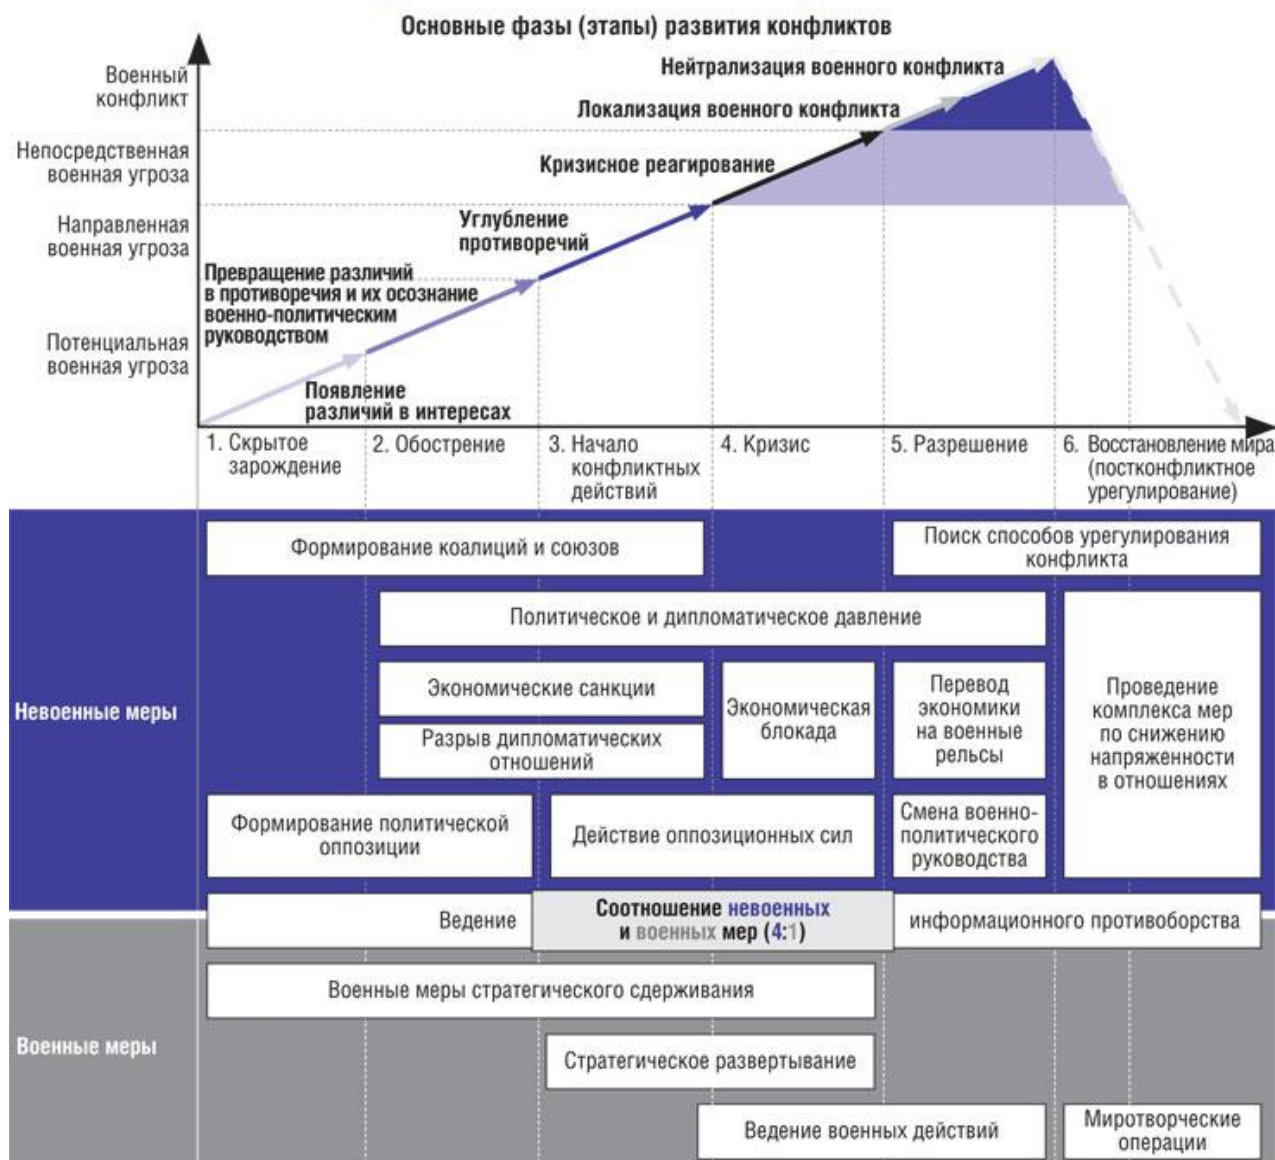 Основные фазы (этапы) развития конфликтов
Военный
конфликт
Непосредственная
военная угроза
Направленная
военная угроза
Потенциальная
военная угроза
Нейтрализация военного конфликта
Локализация военного конфликта
Кризисное реагирование
Углубление
противоречий
Превращение различий
в противоречия и их осознание
военно-политическим
руководством
Появление
различий в интересах
1. Скрытое
зарождение
2. Обострение
3. Начало
конфликтных
действий
4. Кризис
5. Разрешение
6. Восстановление мира
(постконфликтное
урегулирование)
Невоенные меры
Формирование коалиций и союзов
Поиск способов урегулирования
конфликта
Политическое и дипломатическое давление
Экономические санкции
Разрыв дипломатических
отношений
Экономическая
блокада
Перевод
экономики
на военные
рельсы
Проведение
комплекса мер
по снижению
напряженности
в отношениях
Формирование политической
оппозиции
Действие оппозиционных сил
Смена военно-
политического
руководства
Ведение
Соотношение невоенных
и военных мер (4:1)
информационного противоборства
Военные меры
Военные меры стратегического сдерживания
Стратегическое развертывание
Ведение военных действий
Миротворческие
операции